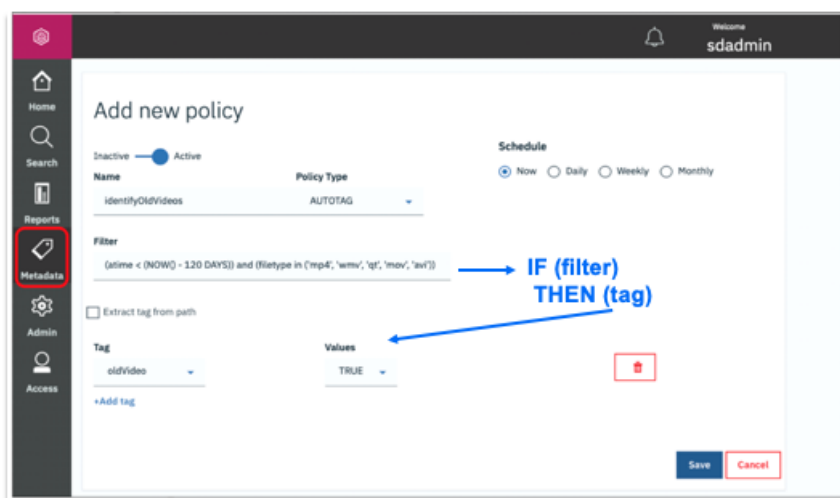 Welcome
sdadmin
Home
Search
Reports
Metadata
Admin
Access
Add new policy
Inactive Active
Schedule
Now Daily Weekly Monthly
Name Policy Type
identifyOldVideos AUTOTAG
Filter
(atime < (NOW() - 120 DAYS)) and (filetype in ('mp4', 'wmv', 'qt', 'mov', 'avi'))
IF (filter)
THEN (tag)
Extract tag from path
Tag Values
oldVideo TRUE
+Add tag
Save Cancel